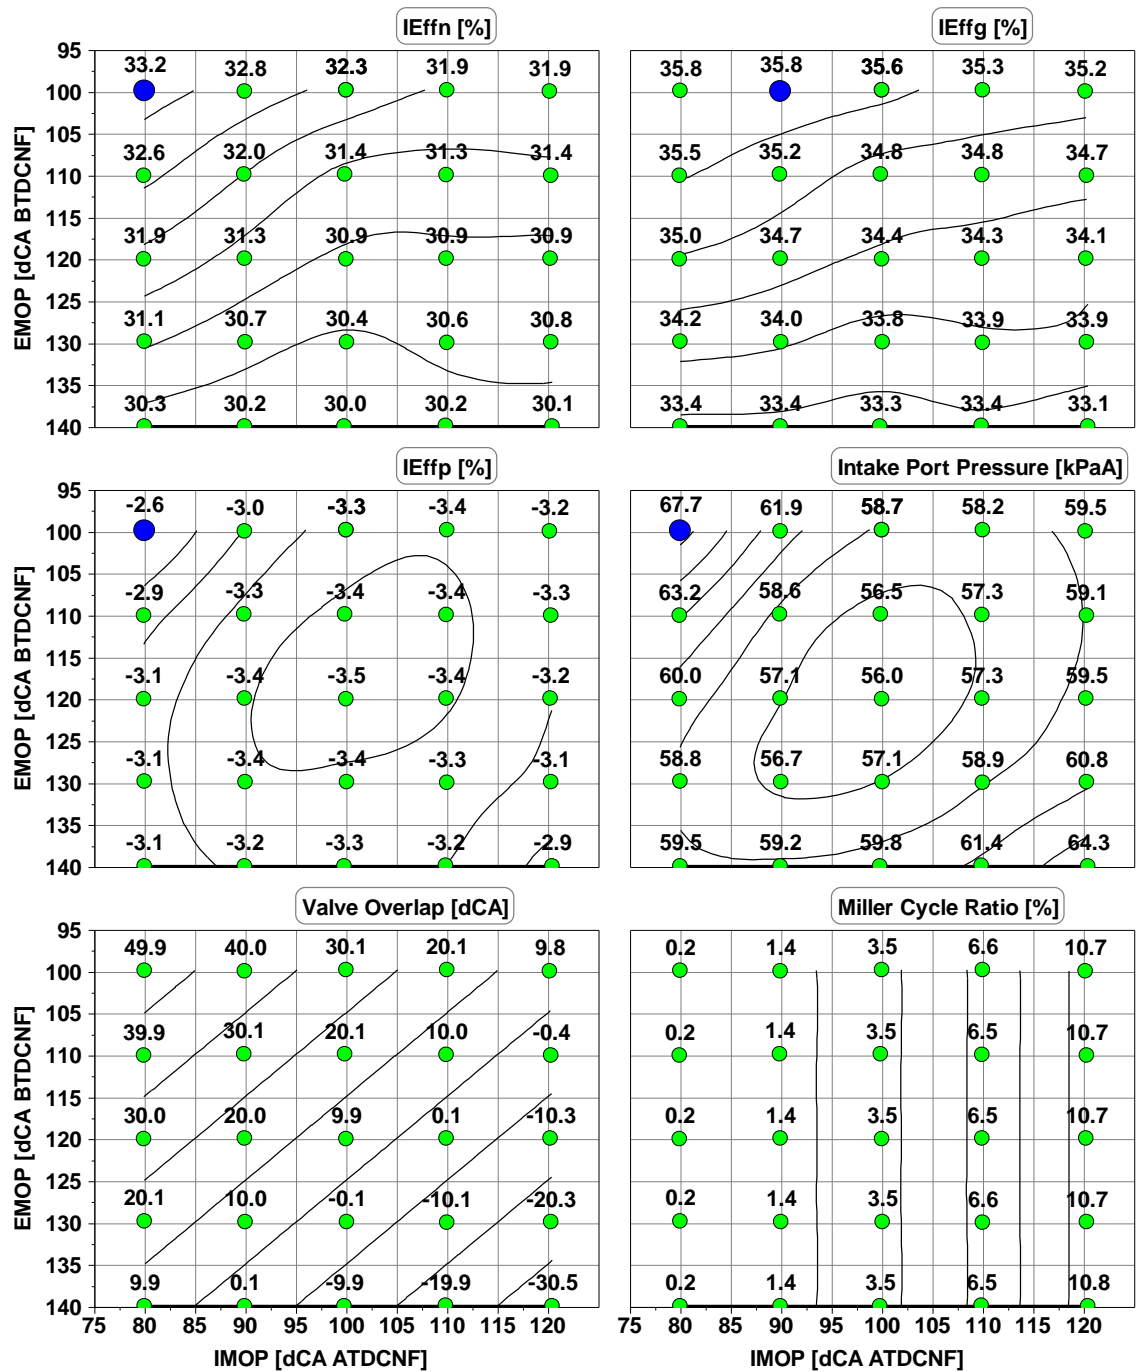 IEffn [%]
IEffg [%]
95
33.2 32.8 32.3 31.9 31.9
35.8 35.8 35.6 35.3 35.2
100
105
32.6 32.0 31.4 31.3 31.4
35.5 35.2 34.8 34.8 34.7
110
115
31.9 31.3 30.9 30.9 30.9
35.0 34.7 34.4 34.3 34.1
120
125
31.1 30.7 30.4 30.6 30.8
34.2 34.0 33.8 33.9 33.9
130
135
30.3 30.2 30.0 30.2 30.1
33.4 33.4 33.3 33.4 33.1
140
EMOP [dCA BTDCNF]
IEffp [%]
Intake Port Pressure [kPaA]
95
-2.6 -3.0 -3.3 -3.4 -3.2
67.7 61.9 58.7 58.2 59.5
100
105
-2.9 -3.3 -3.4 -3.4 -3.3
63.2 58.6 56.5 57.3 59.1
110
115
-3.1 -3.4 -3.5 -3.4 -3.2
60.0 57.1 56.0 57.3 59.5
120
125
-3.1 -3.4 -3.4 -3.3 -3.1
58.8 56.7 57.1 58.9 60.8
130
135
-3.1 -3.2 -3.3 -3.2 -2.9
59.5 59.2 59.8 61.4 64.3
140
EMOP [dCA BTDCNF]
Valve Overlap [dCA]
Miller Cycle Ratio [%]
95
49.9 40.0 30.1 20.1 9.8
0.2 1.4 3.5 6.6 10.7
100
105
39.9 30.1 20.1 10.0 -0.4
0.2 1.4 3.5 6.5 10.7
110
115
30.0 20.0 9.9 0.1 -10.3
0.2 1.4 3.5 6.5 10.7
120
125
20.1 10.0 -0.1 -10.1 -20.3
0.2 1.4 3.5 6.6 10.7
130
135
9.9 0.1 -9.9 -19.9 -30.5
0.2 1.4 3.5 6.5 10.8
140
EMOP [dCA BTDCNF]
75 80 85 90 95 100 105 110 115 120
75 80 85 90 95 100 105 110 115 120
IMOP [dCA ATDCNF]
IMOP [dCA ATDCNF]